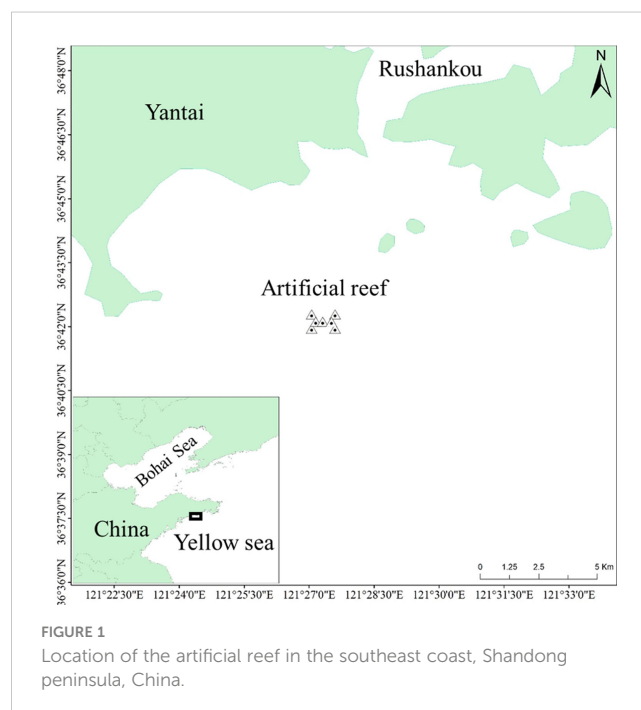 N
Rushankou
Yantai
Artificial reef
36°48'0"N
36°46'30"N
36°45'0"N
36°43'30"N
36°42'0"N
36°40'30"N
36°39'0"N
36°37'30"N
36°36'0"N
Bohai Sea
China
Yellow sea
0 1.25 2.5 5 Km
121°22'30"E 121°24'0"E 121°25'30"E 121°27'0"E 121°28'30"E 121°30'0"E 121°31'30"E 121°33'0"E
FIGURE 1
Location of the artificial reef in the southeast coast, Shandong
peninsula, China.